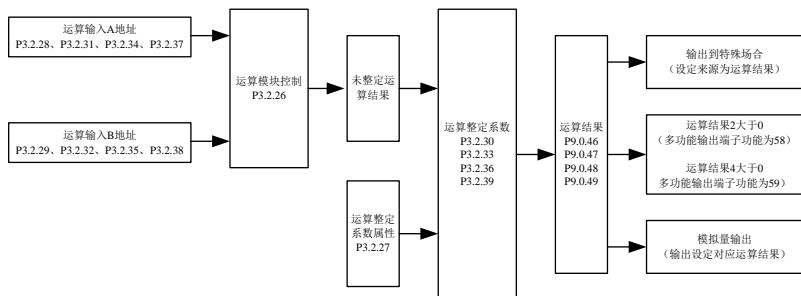 运算输入A地址
P3.2.28、P3.2.31、P3.2.34、P3.2.37
运算输入B地址
P3.2.29、P3.2.32、P3.2.35、P3.2.38
运算模块控制
P3.2.26
未整定运
算结果
运算整定
系数属性
P3.2.27
运算整定系数
P3.2.30
P3.2.33
P3.2.36
P3.2.39
运算结果
P9.0.46
P9.0.47
P9.0.48
P9.0.49
输出到特殊场合
（设定来源为运算结果）
运算结果2大于0
（多功能输出端子功能为58）
运算结果4大于0
多功能输出端子功能为59）
模拟量输出
（输出设定对应运算结果）